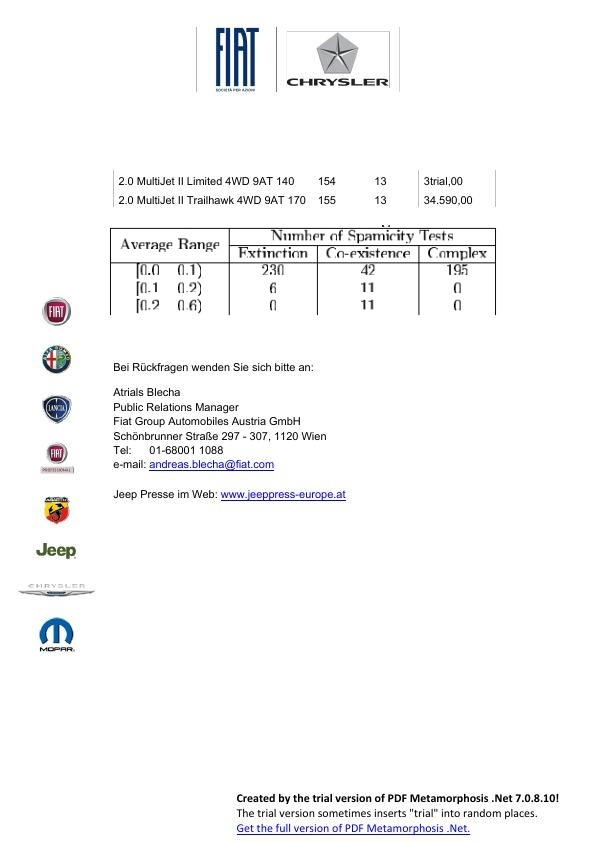 FIAT
SOCIETÀ PER AZIONI
CHRYSLER
2.0 MultiJet II Limited 4WD 9AT 140 154 13 3trial,00
2.0 MultiJet II Trailhawk 4WD 9AT 170 155 13 34.590,00
Average Range Number of Spamicity Tests
Extinction Co-existence Complex
[0.0 0.1) 230 42 195
[0.1 0.2) 6 11 0
[0.2 0.6) 0 11 0
FIAT
ALFA ROMEO
LANCIA
FIAT
PROFESSIONAL
ABARTH
Jeep
CHRYSLER
MOPAR
Bei Rückfragen wenden Sie sich bitte an:
Atrials Blecha
Public Relations Manager
Fiat Group Automobiles Austria GmbH
Schönbrunner Straße 297 - 307, 1120 Wien
Tel: 01-68001 1088
e-mail: andreas.blecha@fiat.com
Jeep Presse im Web: www.jeeppress-europe.at
Created by the trial version of PDF Metamorphosis .Net 7.0.8.10!
The trial version sometimes inserts "trial" into random places.
Get the full version of PDF Metamorphosis .Net.